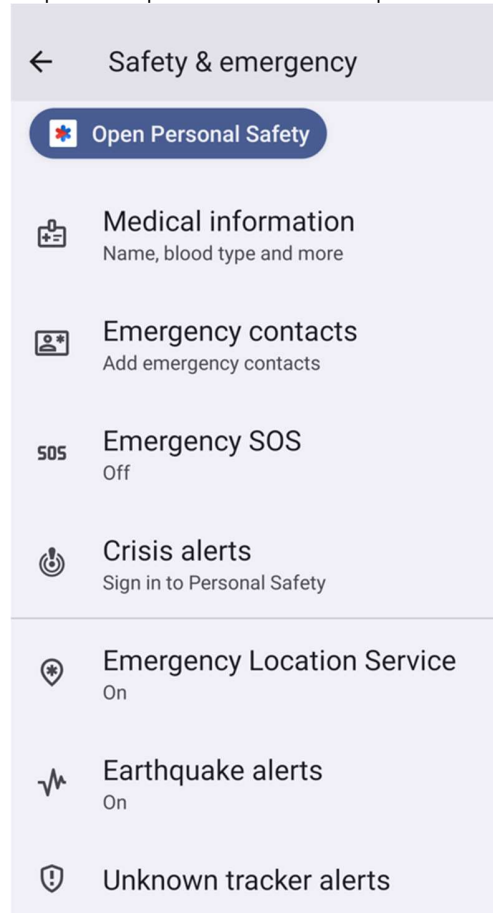 Safety & emergency
Open Personal Safety
Medical information
Name, blood type and more
Emergency contacts
Add emergency contacts
SOS
Emergency SOS
Off
Crisis alerts
Sign in to Personal Safety
Emergency Location Service
On
Earthquake alerts
On
Unknown tracker alerts